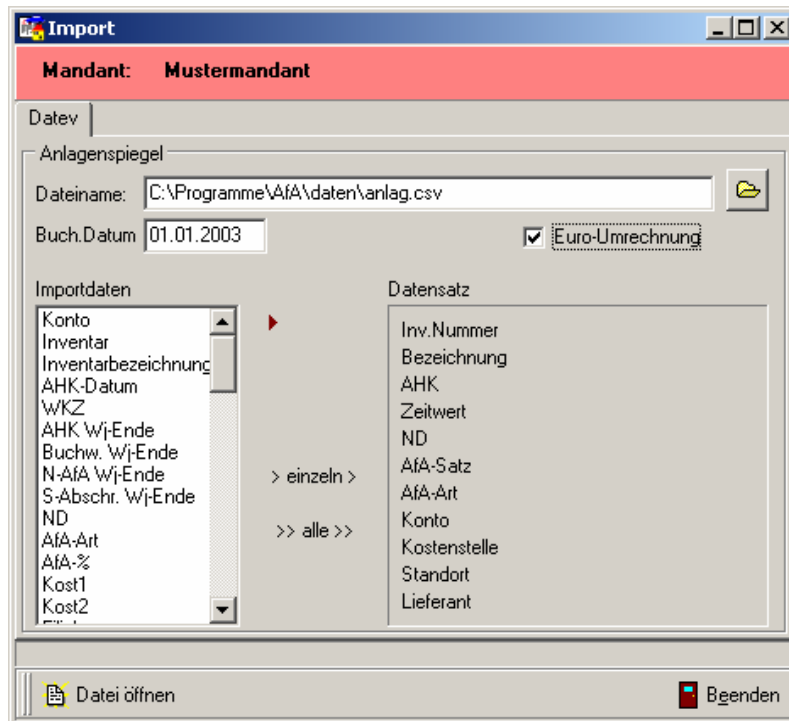 Import
Mandant: Mustermandant
Datev
Anlagenspiegel
Dateiname: C:\Programme\AfA\daten\anlag.csv
Buch.Datum 01.01.2003 Euro-Umrechnung
Importdaten
Konto
Inventar
Inventarbezeichnung
AHK-Datum
WKZ
AHK Wj-Ende
Buchw. Wj-Ende
N-AfA Wj-Ende
S-Abschr. Wj-Ende
ND
AfA-Art
AfA-%
Kost1
Kost2
> einzeln >
>> alle >>
Datensatz
Inv.Nummer
Bezeichnung
AHK
Zeitwert
ND
AfA-Satz
AfA-Art
Konto
Kostenstelle
Standort
Lieferant
Datei öffnen
Beenden